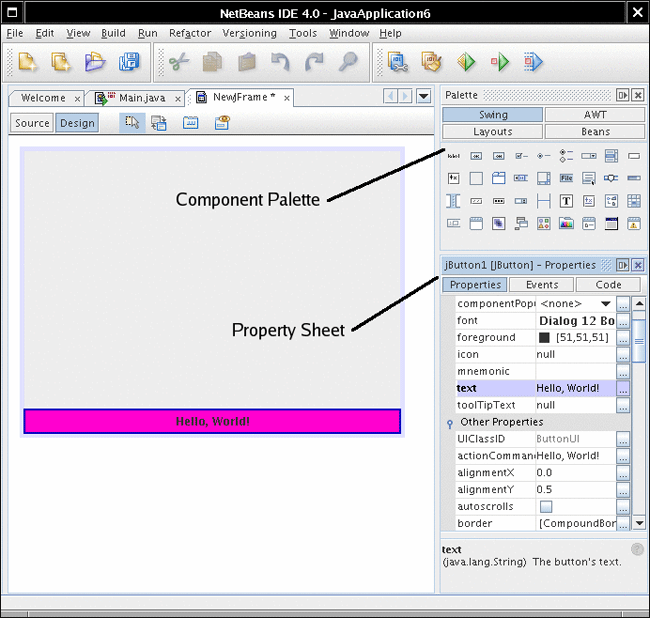 NetBeans IDE 4.0 - JavaApplication6
File Edit View Build Run Refactor Versioning Tools Window Help
Welcome Main.java NewJFrame *
Source Design
Palette
Swing AWT
Layouts Beans
label
Component Palette
jButton1 [JButton] - Properties
Properties Events Code
componentPopu <none> ...
font Dialog 12 Bo ...
foreground [51,51,51] ...
icon null ...
mnemonic ...
text Hello, World! ...
toolTipText null ...
Other Properties
UIClassID ButtonUI ...
actionCommand Hello, World! ...
alignmentX 0.0 ...
alignmentY 0.5 ...
autoscrolls ...
border [CompoundBor ...
Property Sheet
Hello, World!
text
(java.lang.String) The button's text.